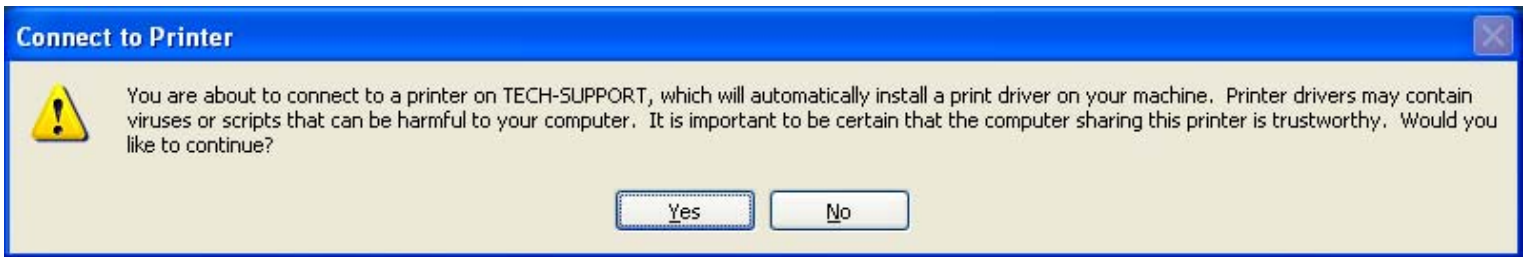 Connect to Printer
You are about to connect to a printer on TECH-SUPPORT, which will automatically install a print driver on your machine.  Printer drivers may contain
viruses or scripts that can be harmful to your computer.  It is important to be certain that the computer sharing this printer is trustworthy.  Would you
like to continue?
Yes No